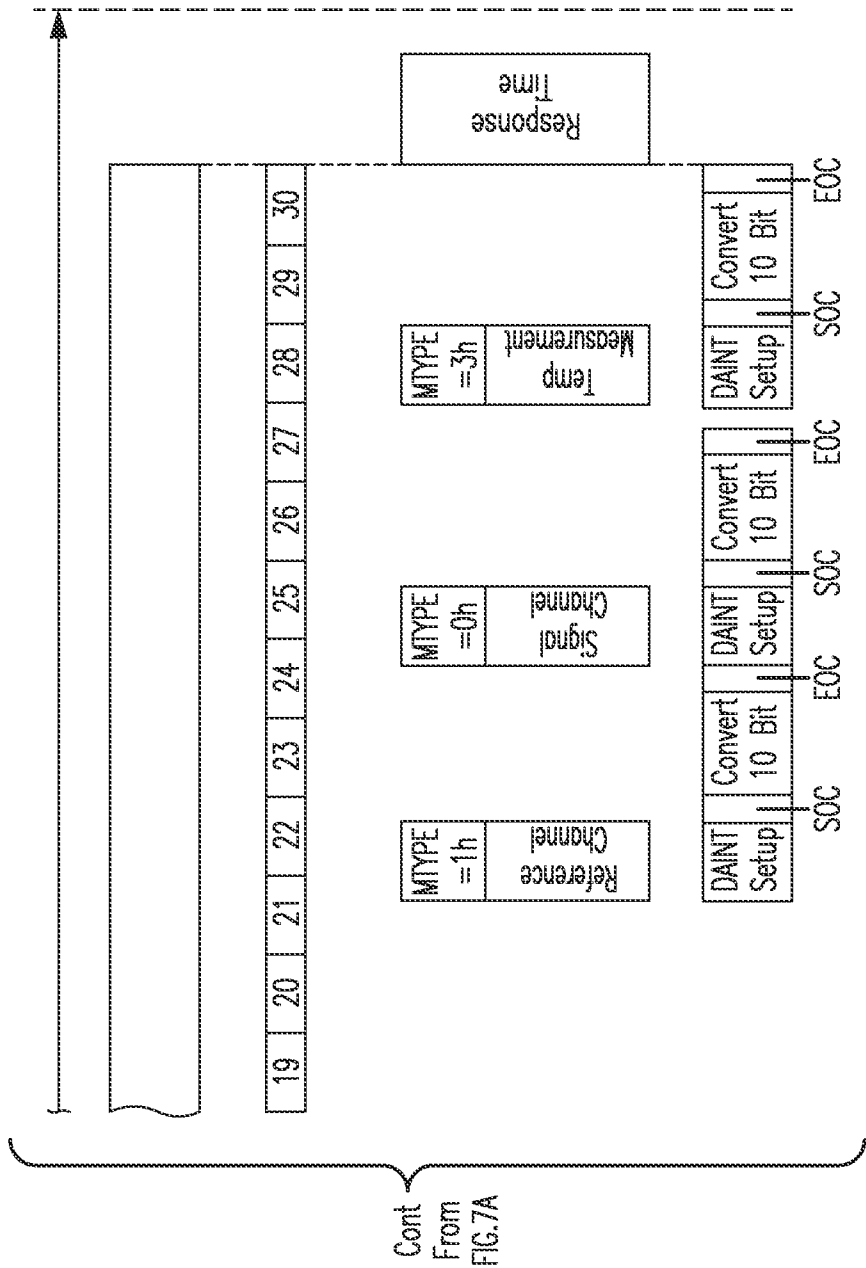 Cont
From
FIG.7A
19 20 21 22 23 24 25 26 27 28 29 30
MTYPE
=1h
Reference
Channel
MTYPE
=0h
Signal
Channel
MTYPE
=3h
Temp
Measurement
Response
Time
DAINT
Setup
Convert
10 Bit
DAINT
Setup
Convert
10 Bit
DAINT
Setup
Convert
10 Bit
SOC
EOC
SOC
EOC
SOC
EOC